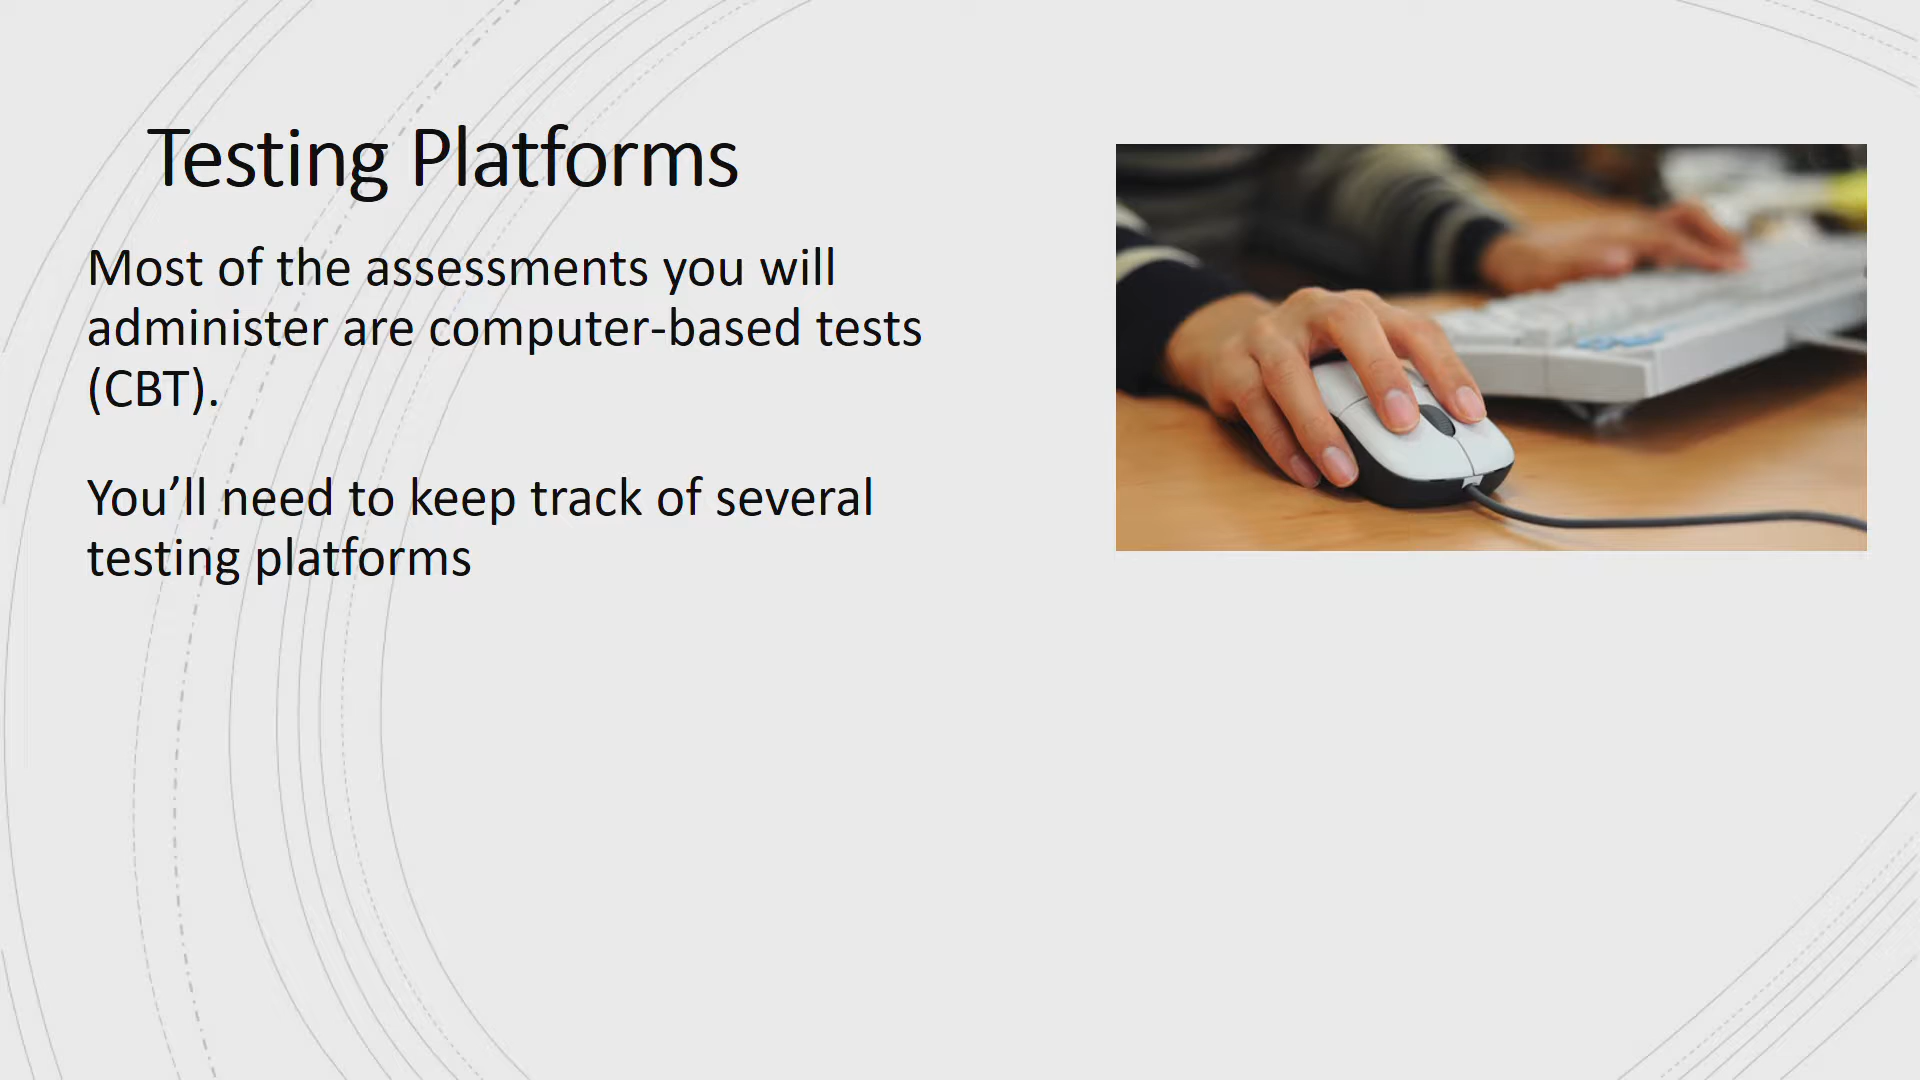 Testing Platforms
Most of the assessments you will
administer are computer-based tests
(CBT).
You’ll need to keep track of several
testing platforms